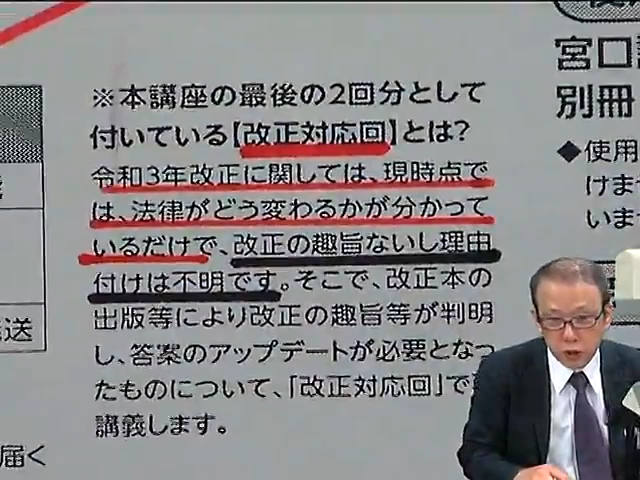 ※本講座の最後の2回分として
付いている【改正対応回】とは?
令和3年改正に関しては、現時点で
は、法律がどう変わるかが分かって
いるだけで、改正の趣旨ないし理由
付けは不明です。そこで、改正本の
出版等により改正の趣旨等が判明
し、答案のアップデートが必要となっ
たものについて、「改正対応回」で
講義します。
送
届く
宮口
別冊
◆使用
けます
いま